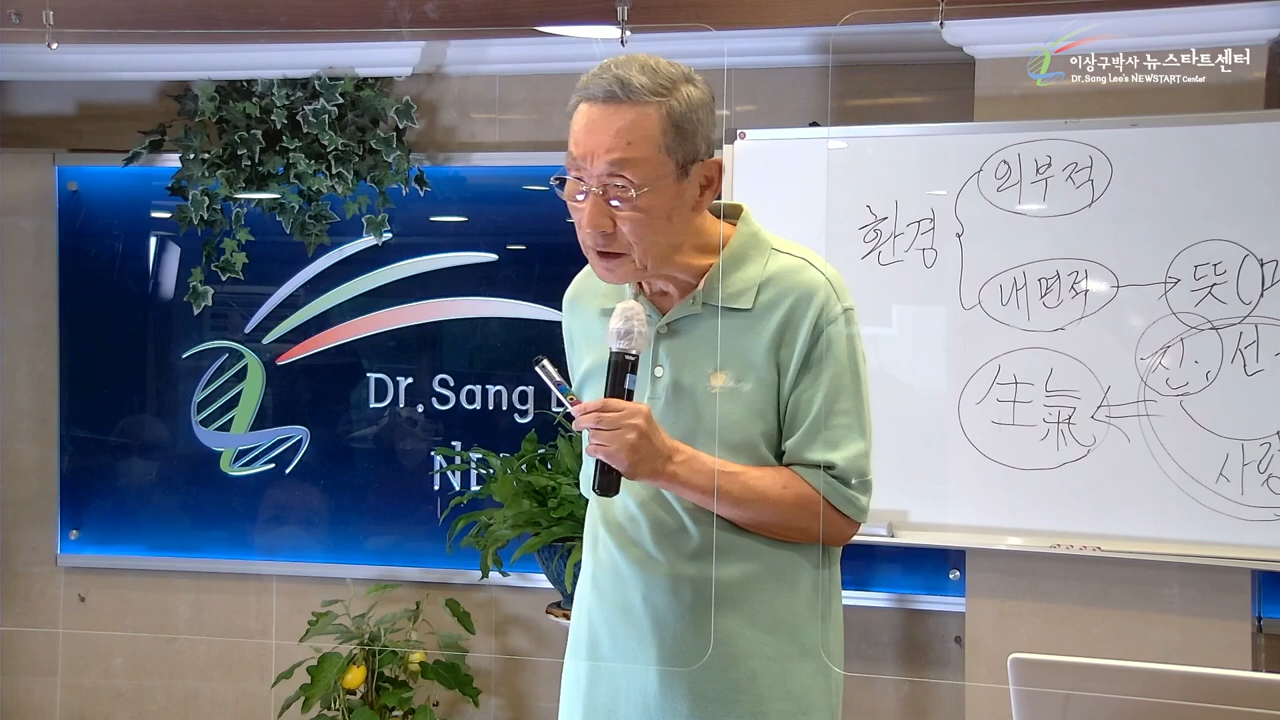 이상구박사 뉴스타트센터
Dr.Sang Lee's NEWSTART Center
Dr.Sang
외부적
환경
내면적
뜻(
진, 선
生氣
사랑